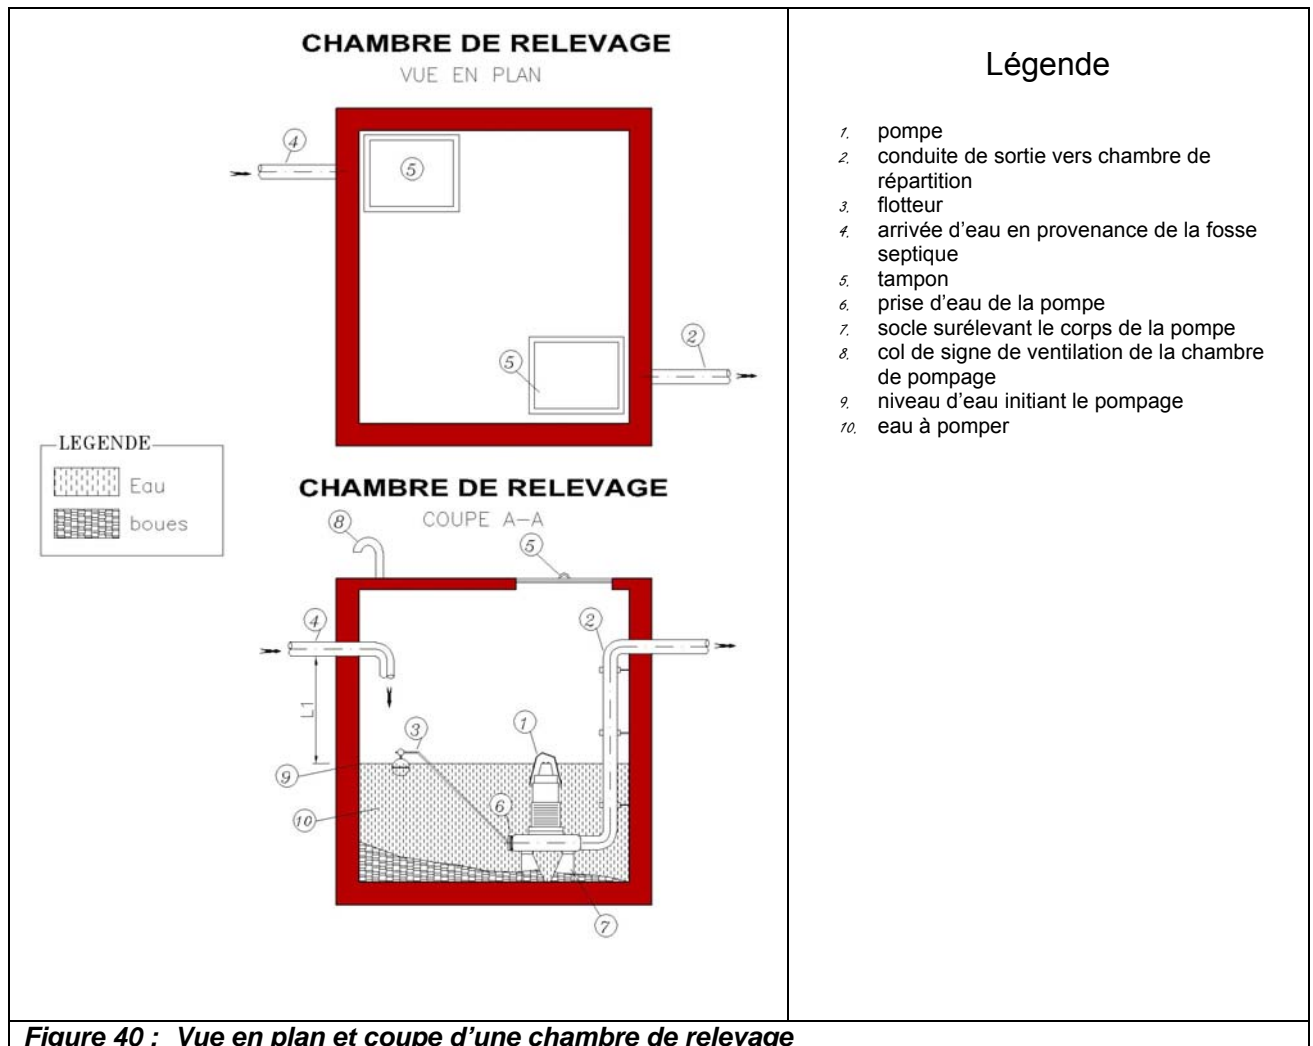 CHAMBRE DE RELEVAGE
VUE EN PLAN
4
5
5
2
LEGENDE
Eau
boues
CHAMBRE DE RELEVAGE
COUPE A-A
8
5
4
2
L1
3
1
9
6
10
7
Légende
1. pompe
2. conduite de sortie vers chambre de
répartition
3. flotteur
4. arrivée d'eau en provenance de la fosse
septique
5. tampon
6. prise d'eau de la pompe
7. socle surélevant le corps de la pompe
8. col de signe de ventilation de la chambre
de pompage
9. niveau d'eau initiant le pompage
10. eau à pomper
Figure 40 : Vue en plan et coupe d'une chambre de relevage